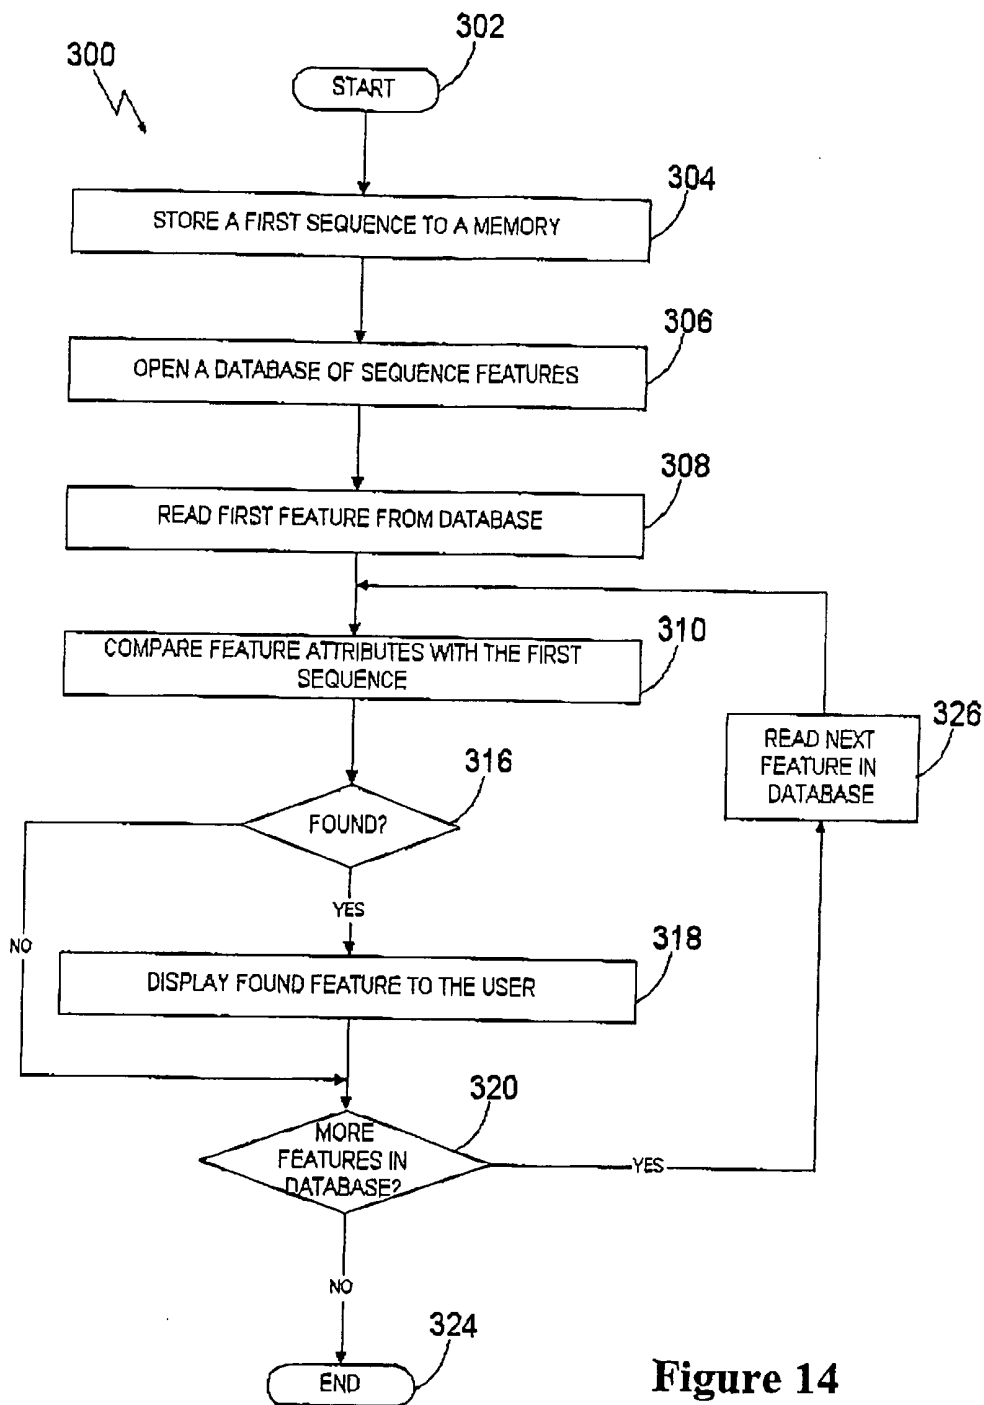 302
300
START
304
STORE A FIRST SEQUENCE TO A MEMORY
306
OPEN A DATABASE OF SEQUENCE FEATURES
308
READ FIRST FEATURE FROM DATABASE
310
COMPARE FEATURE ATTRIBUTES WITH THE FIRST
SEQUENCE
326
READ NEXT
FEATURE IN
DATABASE
316
FOUND?
YES
NO
318
DISPLAY FOUND FEATURE TO THE USER
320
MORE
FEATURES IN
DATABASE?
YES
NO
324
END
Figure 14